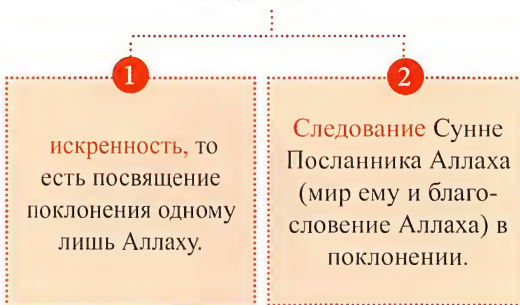 1
искренность, то
есть посвящение
поклонения одному
лишь Аллаху.
2
Следование Сунне
Посланника Аллаха
(мир ему и благо-
словение Аллаха) в
поклонении.